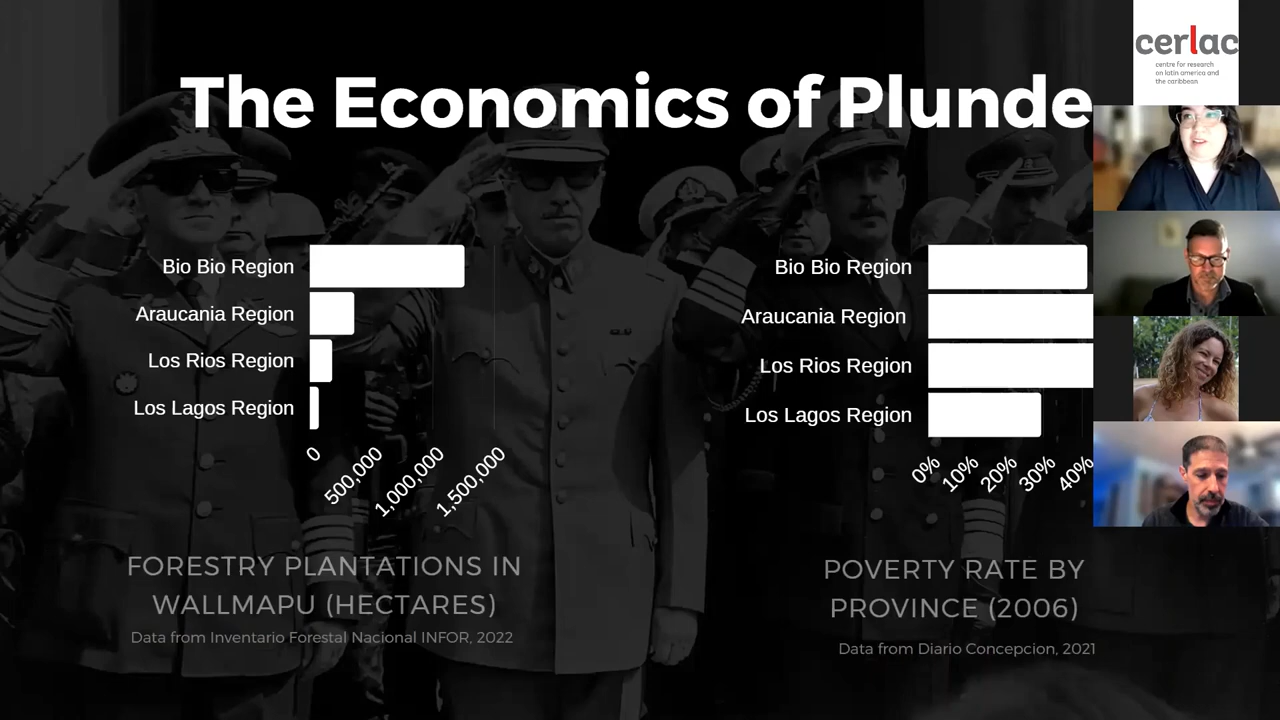 The Economics of Plunde
cerlac
centre for research
on latin america and
the caribbean
Bio Bio Region
Araucania Region
Los Rios Region
Los Lagos Region
0
500,000
1,000,000
1,500,000
FORESTRY PLANTATIONS IN
WALLMAPU (HECTARES)
Data from Inventario Forestal Nacional INFOR, 2022
Bio Bio Region
Araucania Region
Los Rios Region
Los Lagos Region
0%
10%
20%
30%
40%
POVERTY RATE BY
PROVINCE (2006)
Data from Diario Concepcion, 2021